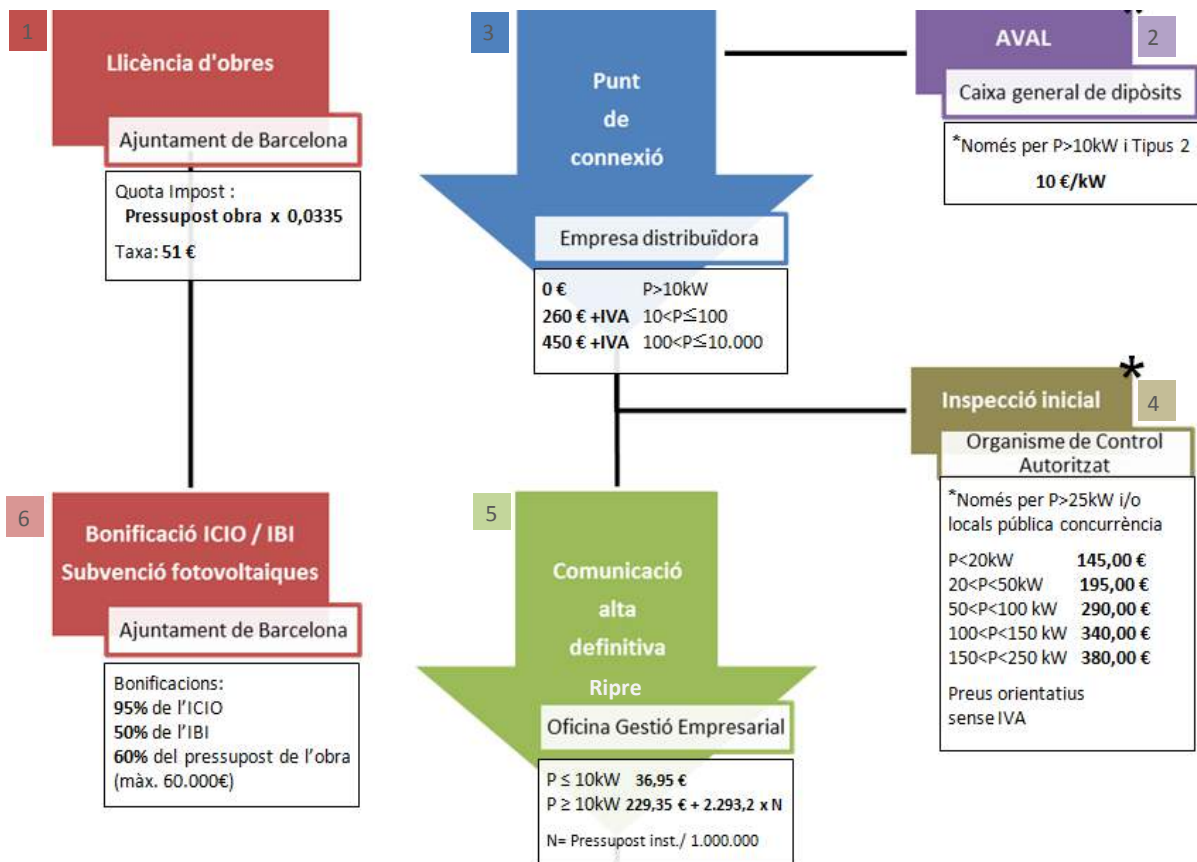 1
Llicència d'obres
Ajuntament de Barcelona
Quota Impost :
Pressupost obra x 0,0335
Taxa: 51 €
3
Punt
de
connexió
Empresa distribuïdora
0 € P>10kW
260 € +IVA 10<P≤100
450 € +IVA 100<P≤10.000
*
2
AVAL
Caixa general de dipòsits
*Només per P>10kW i Tipus 2
10 €/kW
*
4
Inspecció inicial
Organisme de Control
Autoritzat
*Només per P>25kW i/o
locals pública concurrència
P<20kW 145,00 €
20<P<50kW 195,00 €
50<P<100 kW 290,00 €
100<P<150 kW 340,00 €
150<P<250 kW 380,00 €
Preus orientatius
sense IVA
6
Bonificació ICIO / IBI
Subvenció fotovoltaiques
Ajuntament de Barcelona
Bonificacions:
95% de l'ICIO
50% de l'IBI
60% del pressupost de l'obra
(màx. 60.000€)
5
Comunicació
alta
definitiva
Ripre
Oficina Gestió Empresarial
P ≤ 10kW 36,95 €
P ≥ 10kW 229,35 € + 2.293,2 x N
N= Pressupost inst./ 1.000.000